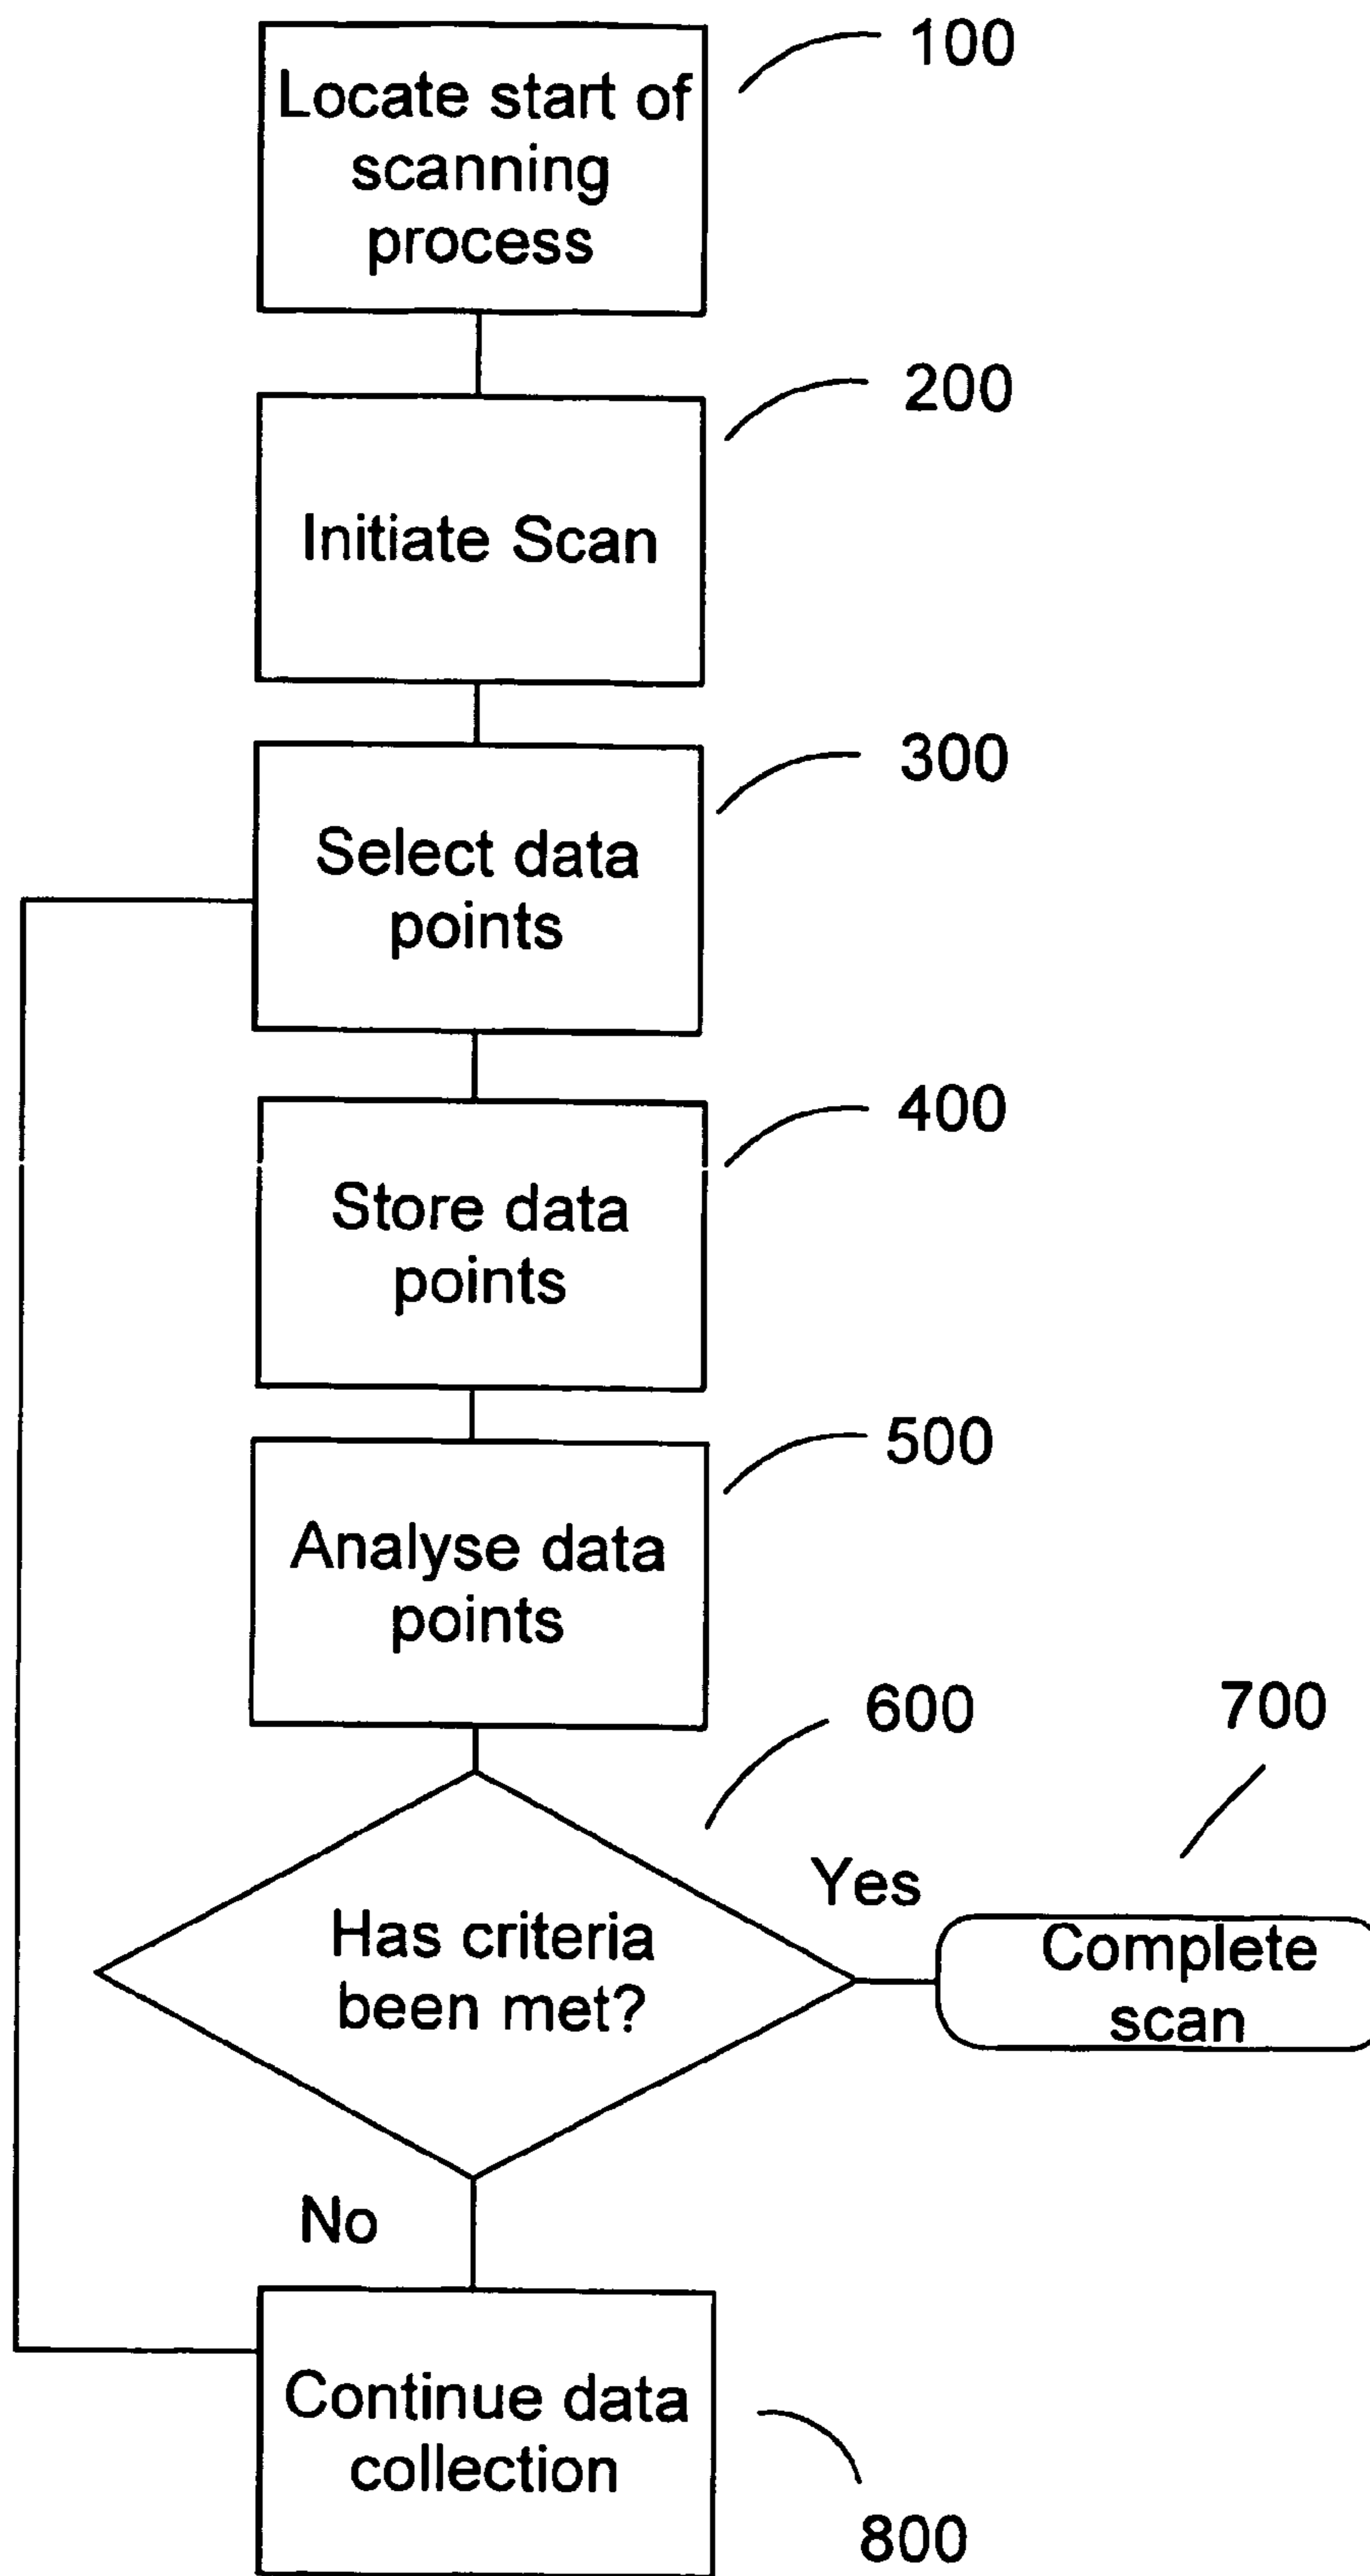 100
Locate start of
scanning
process
200
Initiate Scan
300
Select data
points
400
Store data
points
500
Analyse data
points
600
700
Yes
Has criteria
been met?
Complete
scan
No
Continue data
collection
800